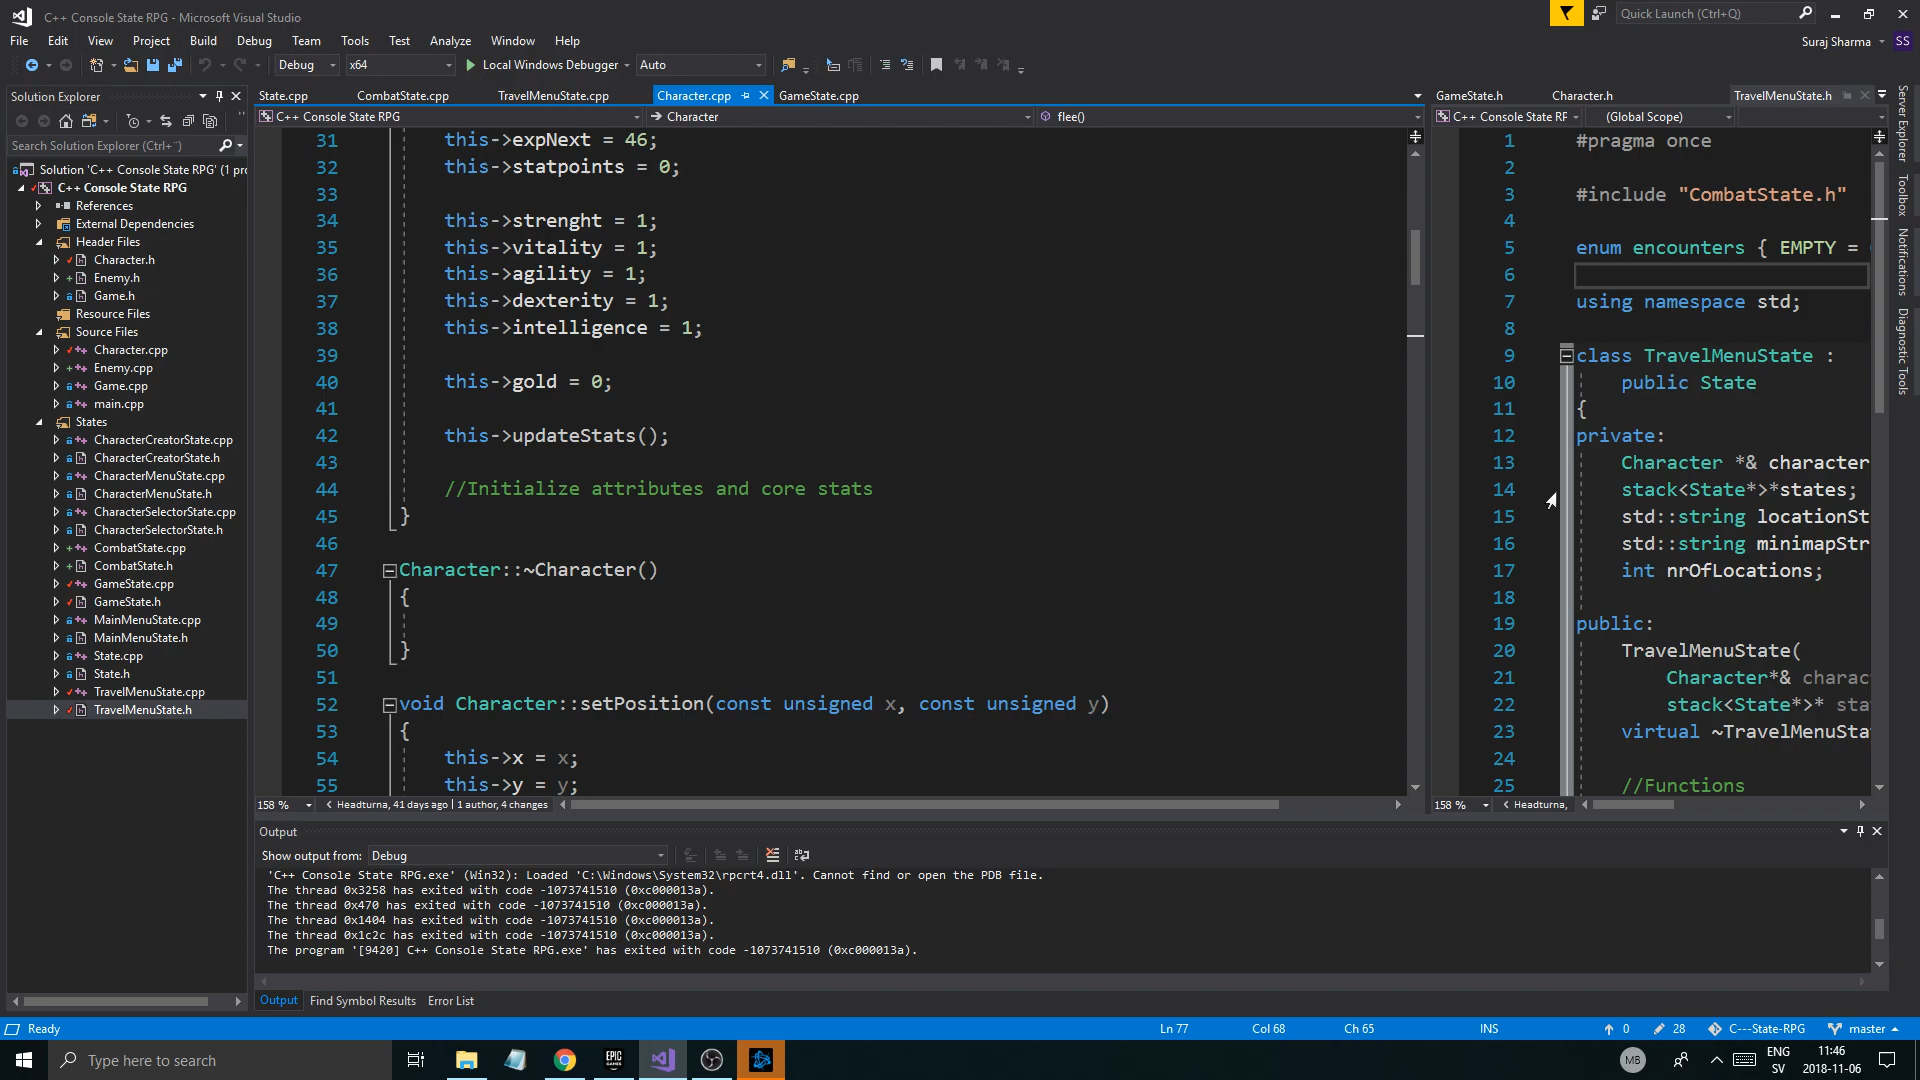 C++ Console State RPG - Microsoft Visual Studio
Quick Launch (Ctrl+Q)
File Edit View Project Build Debug Team Tools Test Analyze Window Help
Suraj Sharma SS
Debug x64 Local Windows Debugger Auto
Solution Explorer
Search Solution Explorer (Ctrl+¨)
Solution 'C++ Console State RPG' (1 pro
C++ Console State RPG
References
External Dependencies
Header Files
Character.h
Enemy.h
Game.h
Resource Files
Source Files
Character.cpp
Enemy.cpp
Game.cpp
main.cpp
States
CharacterCreatorState.cpp
CharacterCreatorState.h
CharacterMenuState.cpp
CharacterMenuState.h
CharacterSelectorState.cpp
CharacterSelectorState.h
CombatState.cpp
CombatState.h
GameState.cpp
GameState.h
MainMenuState.cpp
MainMenuState.h
State.cpp
State.h
TravelMenuState.cpp
TravelMenuState.h
State.cpp CombatState.cpp TravelMenuState.cpp Character.cpp GameState.cpp
C++ Console State RPG Character flee()
31 this->expNext = 46;
32 this->statpoints = 0;
33
34 this->strenght = 1;
35 this->vitality = 1;
36 this->agility = 1;
37 this->dexterity = 1;
38 this->intelligence = 1;
39
40 this->gold = 0;
41
42 this->updateStats();
43
44 //Initialize attributes and core stats
45 }
46
47 Character::~Character()
48 {
49
50 }
51
52 void Character::setPosition(const unsigned x, const unsigned y)
53 {
54 this->x = x;
55 this->y = y;
158 % Headturna, 41 days ago | 1 author, 4 changes
GameState.h Character.h TravelMenuState.h
C++ Console State RP (Global Scope)
1 #pragma once
2
3 #include "CombatState.h"
4
5 enum encounters { EMPTY =
6
7 using namespace std;
8
9 class TravelMenuState :
10 public State
11 {
12 private:
13 Character *& character
14 stack<State*>*states;
15 std::string locationSt
16 std::string minimapStr
17 int nrOfLocations;
18
19 public:
20 TravelMenuState(
21 Character*& charac
22 stack<State*>* sta
23 virtual ~TravelMenuSta
24
25 //Functions
158 % Headturna,
Server Explorer
Toolbox
Notifications
Diagnostic Tools
Output
Show output from: Debug
'C++ Console State RPG.exe' (Win32): Loaded 'C:\Windows\System32\rpcrt4.dll'. Cannot find or open the PDB file.
The thread 0x3258 has exited with code -1073741510 (0xc000013a).
The thread 0x470 has exited with code -1073741510 (0xc000013a).
The thread 0x1404 has exited with code -1073741510 (0xc000013a).
The thread 0x1c2c has exited with code -1073741510 (0xc000013a).
The program '[9420] C++ Console State RPG.exe' has exited with code -1073741510 (0xc000013a).
Output Find Symbol Results Error List
Ready Ln 77 Col 68 Ch 65 INS 0 28 C---State-RPG master
Type here to search
EPIC GAMES
MB
ENG
SV
11:46
2018-11-06